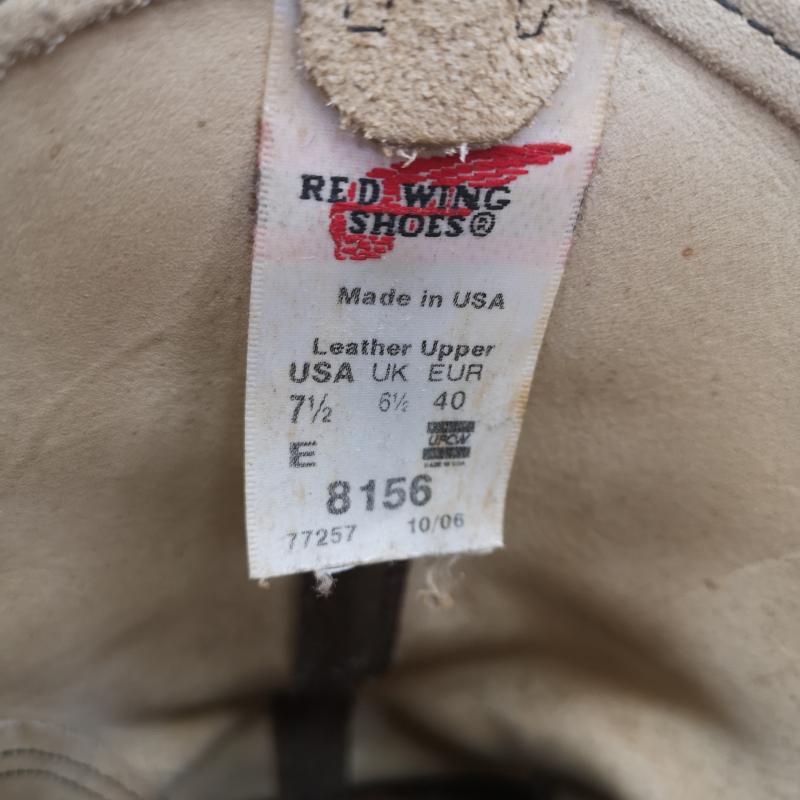 RED WING
SHOES®
Made in USA
Leather Upper
USA UK EUR
7½ 6½ 40
E UFCW
8156
77257 10/06